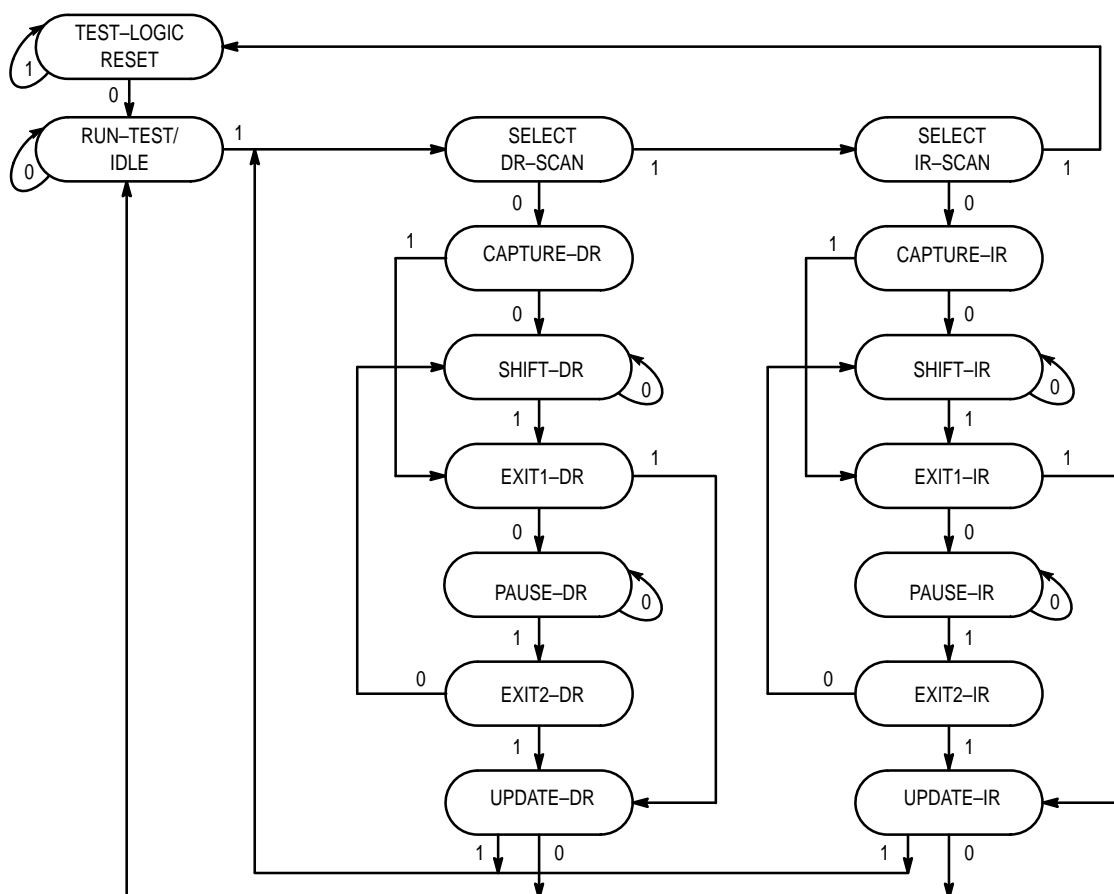 TEST–LOGIC
RESET
1
0
RUN–TEST/
IDLE
0
1
SELECT
DR–SCAN
1
SELECT
IR–SCAN
1
0
0
1
CAPTURE–DR
1
CAPTURE–IR
0
0
SHIFT–DR
0
SHIFT–IR
0
1
1
EXIT1–DR
1
EXIT1–IR
1
0
0
PAUSE–DR
0
PAUSE–IR
0
1
1
0
EXIT2–DR
0
EXIT2–IR
1
1
UPDATE–DR
UPDATE–IR
1
0
1
0